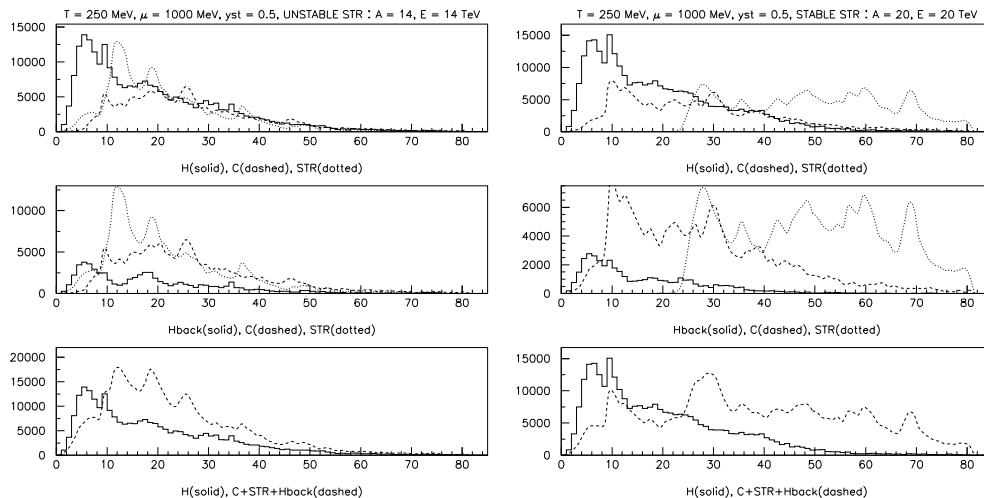 T = 250 MeV, μ = 1000 MeV, yst = 0.5, UNSTABLE STR : A = 14, E = 14 TeV
15000
10000
5000
0
0 10 20 30 40 50 60 70 80
H(solid), C(dashed), STR(dotted)
10000
5000
0
0 10 20 30 40 50 60 70 80
Hback(solid), C(dashed), STR(dotted)
20000
15000
10000
5000
0
0 10 20 30 40 50 60 70 80
H(solid), C+STR+Hback(dashed)
T = 250 MeV, μ = 1000 MeV, yst = 0.5, STABLE STR : A = 20, E = 20 TeV
15000
10000
5000
0
0 10 20 30 40 50 60 70 80
H(solid), C(dashed), STR(dotted)
6000
4000
2000
0
0 10 20 30 40 50 60 70 80
Hback(solid), C(dashed), STR(dotted)
15000
10000
5000
0
0 10 20 30 40 50 60 70 80
H(solid), C+STR+Hback(dashed)